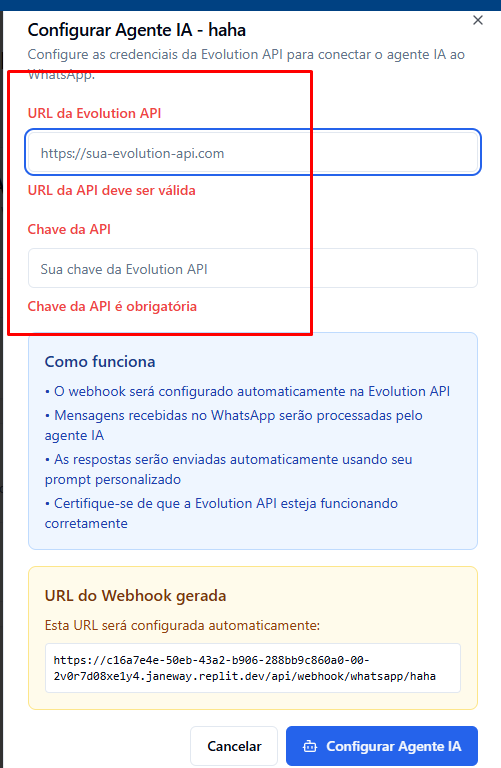 Configurar Agente IA - haha
Configure as credenciais da Evolution API para conectar o agente IA ao
WhatsApp.
URL da Evolution API
https://sua-evolution-api.com
URL da API deve ser válida
Chave da API
Sua chave da Evolution API
Chave da API é obrigatória
Como funciona
• O webhook será configurado automaticamente na Evolution API
• Mensagens recebidas no WhatsApp serão processadas pelo
agente IA
• As respostas serão enviadas automaticamente usando seu
prompt personalizado
• Certifique-se de que a Evolution API esteja funcionando
corretamente
URL do Webhook gerada
Esta URL será configurada automaticamente:
https://c16a7e4e-50eb-43a2-b906-288bb9c860a0-00-
2v0r7d08xe1y4.janeway.replit.dev/api/webhook/whatsapp/haha
Cancelar
Configurar Agente IA